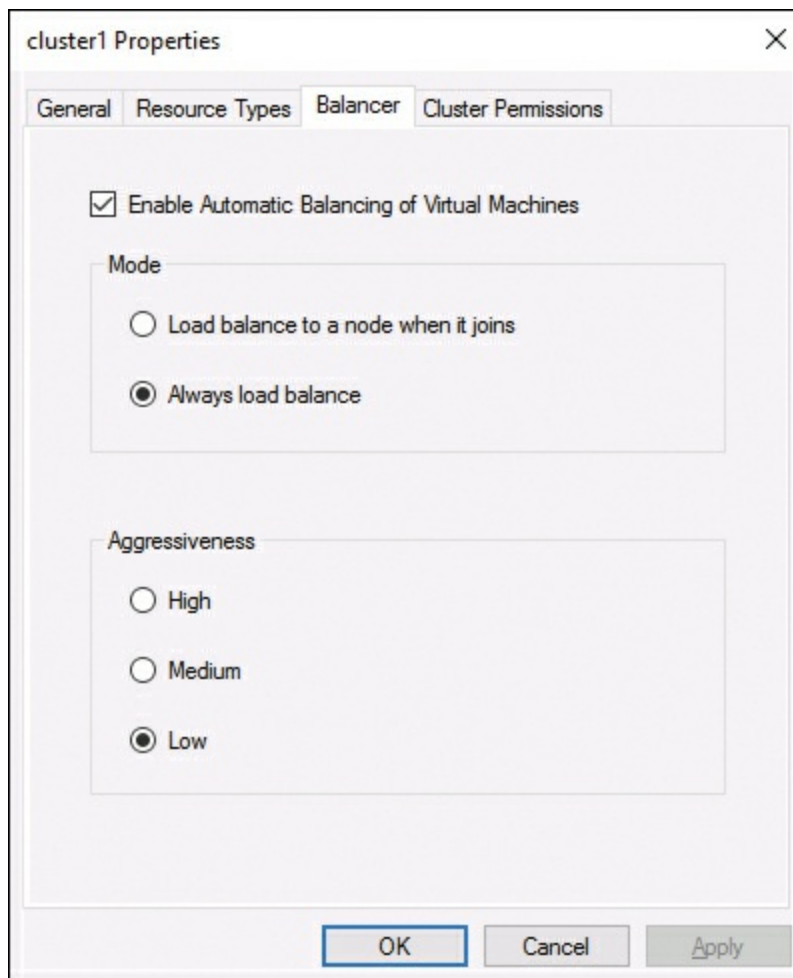 cluster1 Properties
General Resource Types Balancer Cluster Permissions
Enable Automatic Balancing of Virtual Machines
Mode
Load balance to a node when it joins
Always load balance
Aggressiveness
High
Medium
Low
OK Cancel Apply